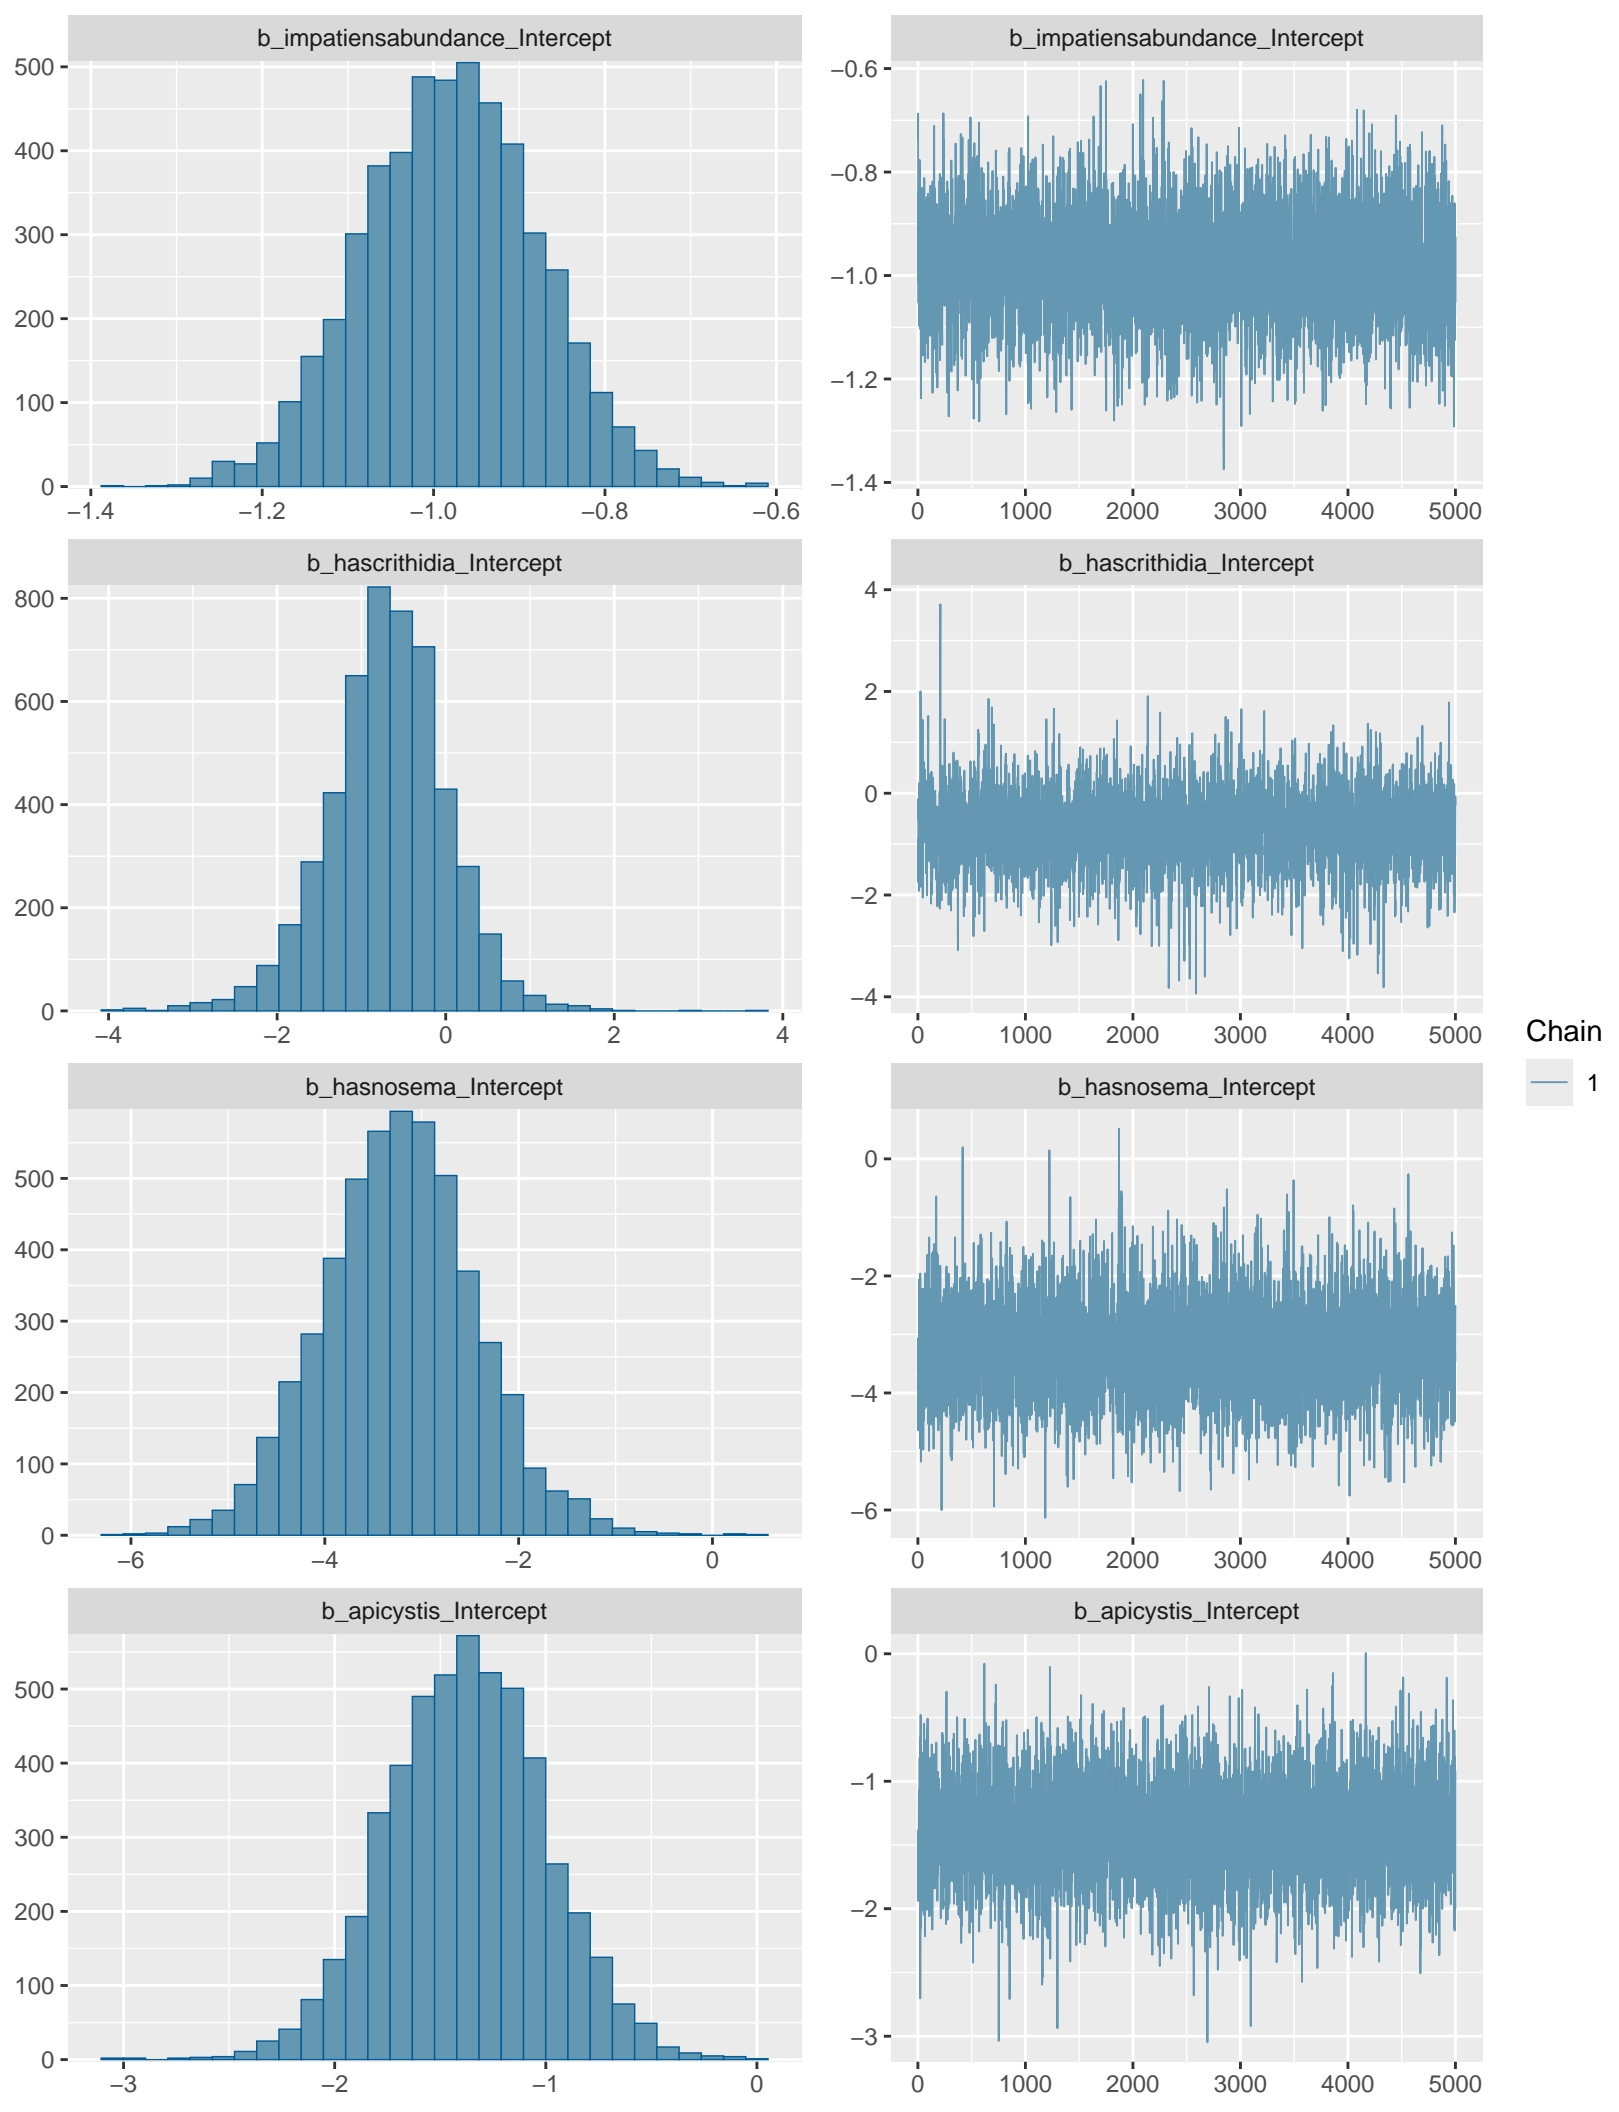 b_impatiensabundance_Intercept
500
400
300
200
100
0
−1.4 −1.2 −1.0 −0.8 −0.6
b_impatiensabundance_Intercept
−0.6
−0.8
−1.0
−1.2
−1.4
0 1000 2000 3000 4000 5000
b_hascrithidia_Intercept
800
600
400
200
0
−4 −2 0 2 4
b_hascrithidia_Intercept
4
2
0
−2
−4
0 1000 2000 3000 4000 5000
b_hasnosema_Intercept
500
400
300
200
100
0
−6 −4 −2 0
b_hasnosema_Intercept
0
−2
−4
−6
0 1000 2000 3000 4000 5000
b_apicystis_Intercept
500
400
300
200
100
0
−3 −2 −1 0
b_apicystis_Intercept
0
−1
−2
−3
0 1000 2000 3000 4000 5000
Chain
1